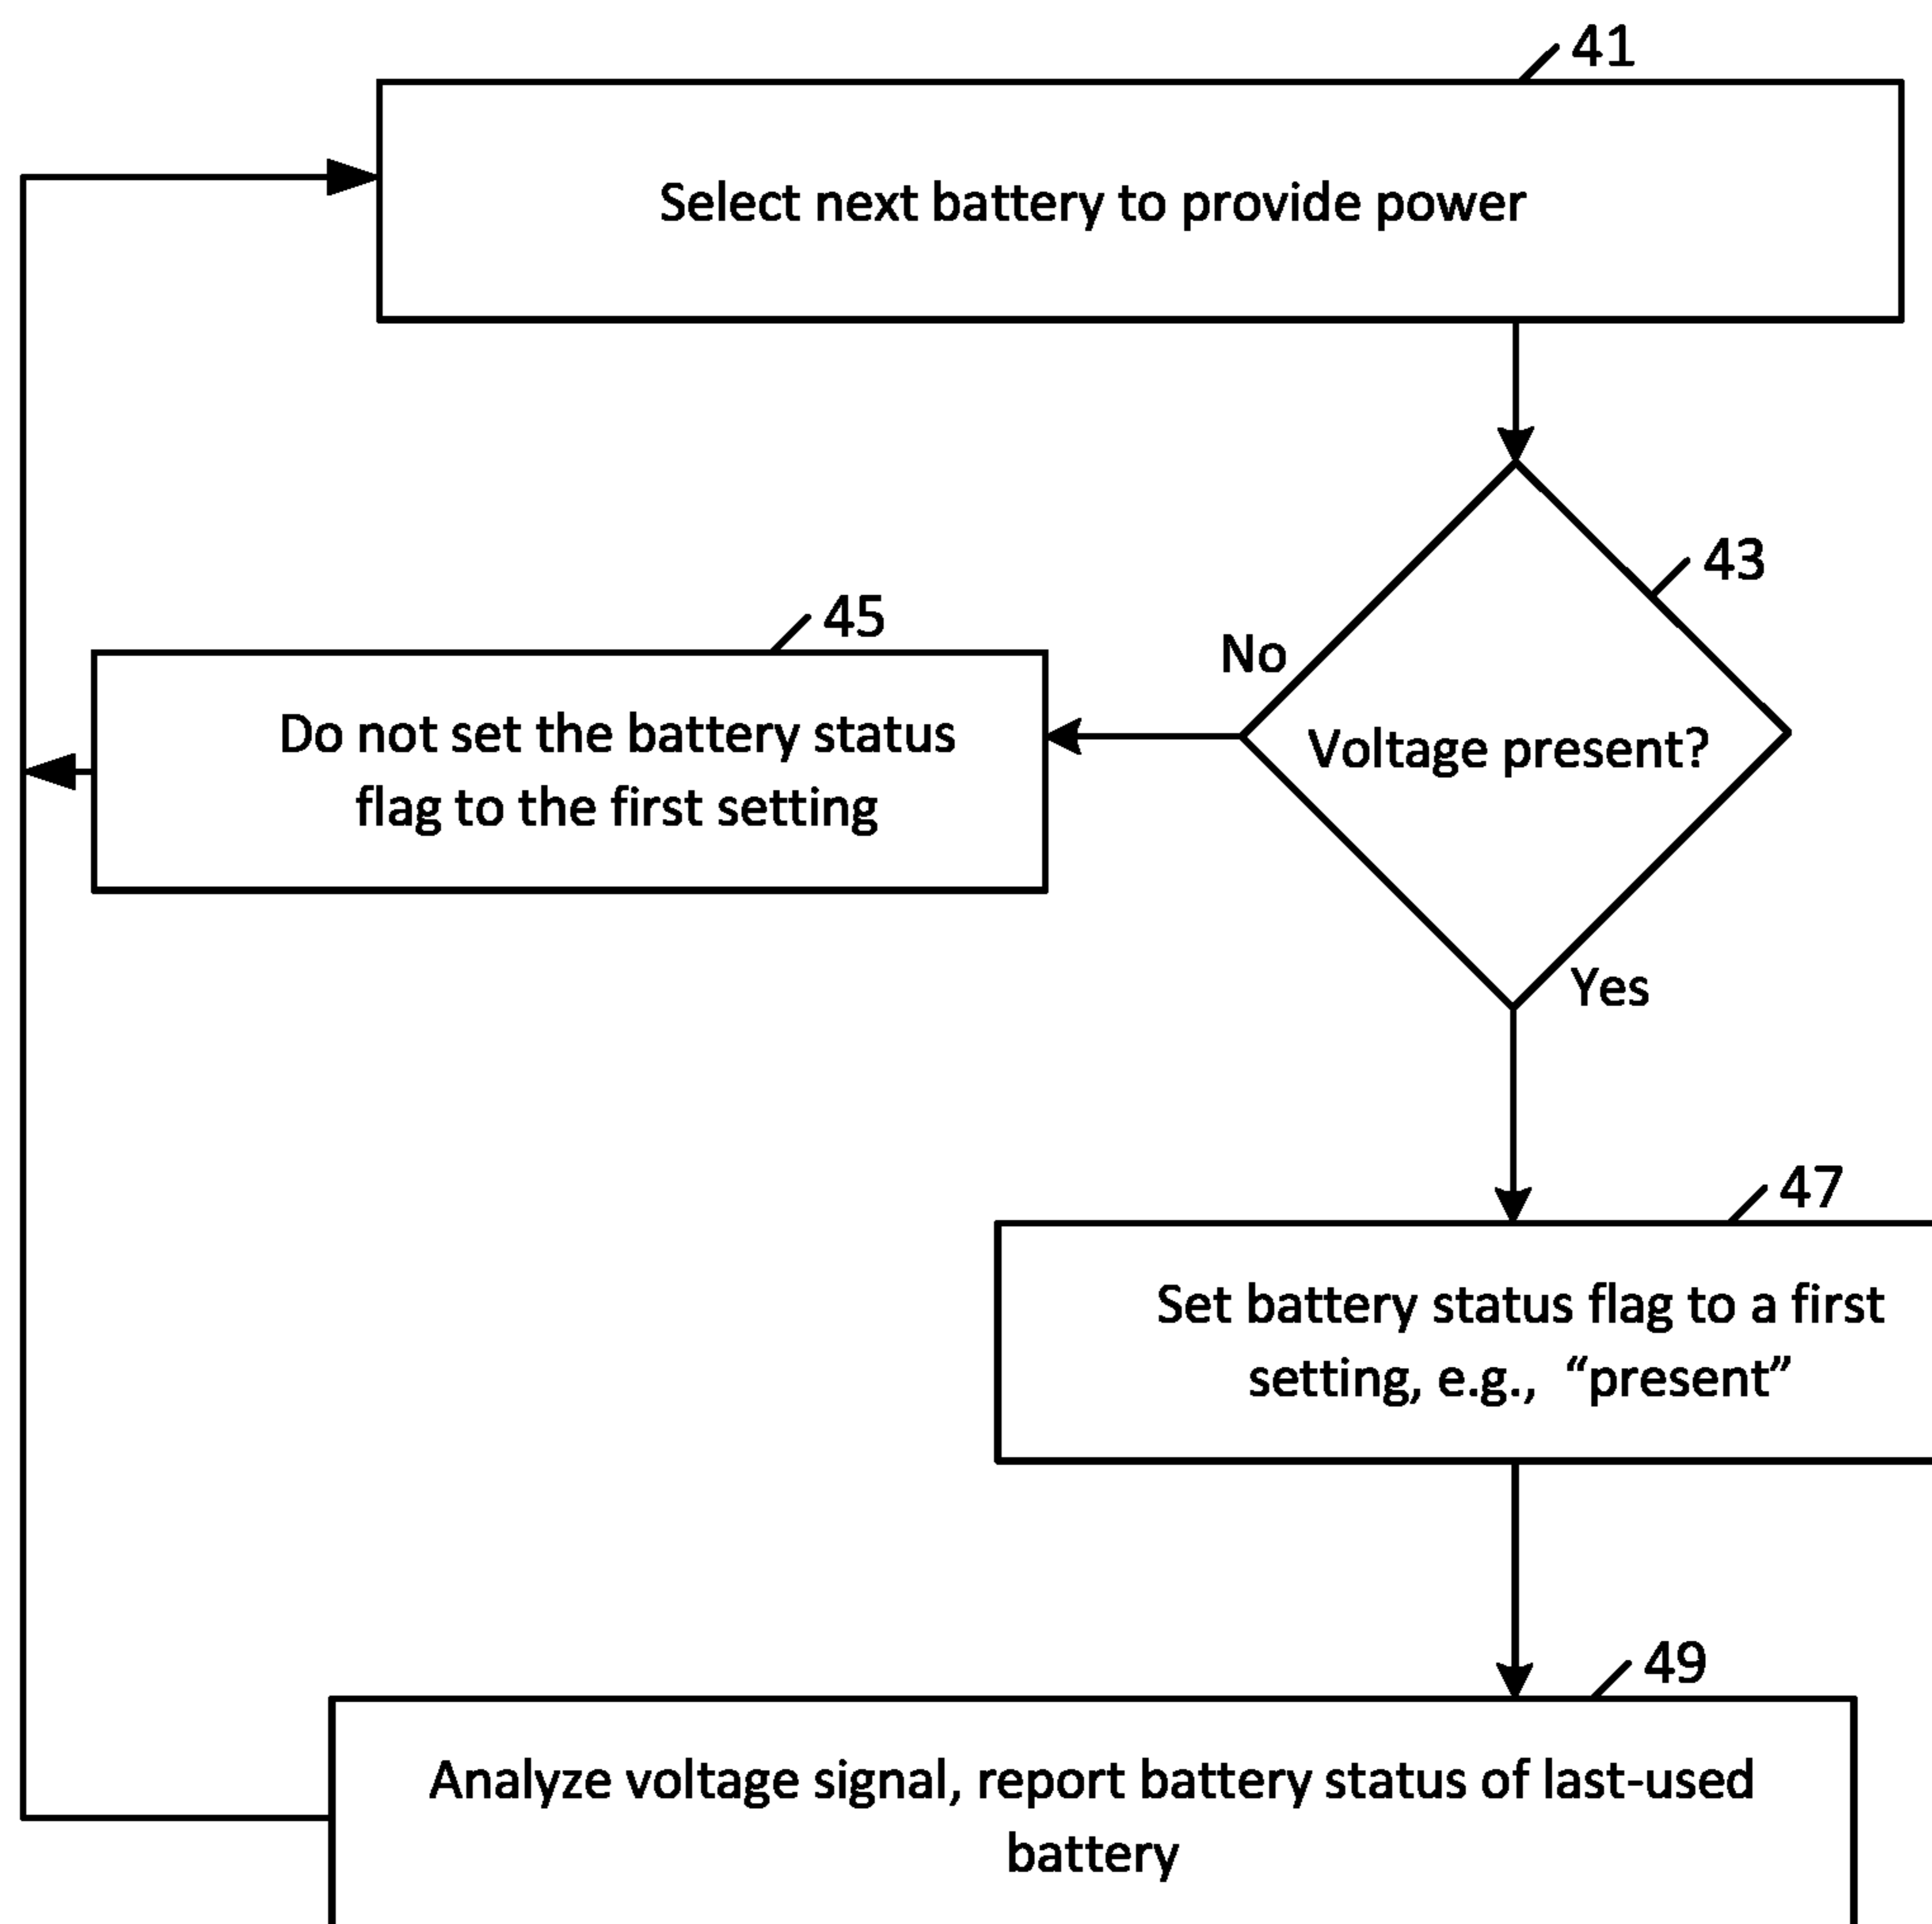 41
Select next battery to provide power
43
45
No
Do not set the battery status
flag to the first setting
Voltage present?
Yes
47
Set battery status flag to a first
setting, e.g., “present”
49
Analyze voltage signal, report battery status of last-used
battery